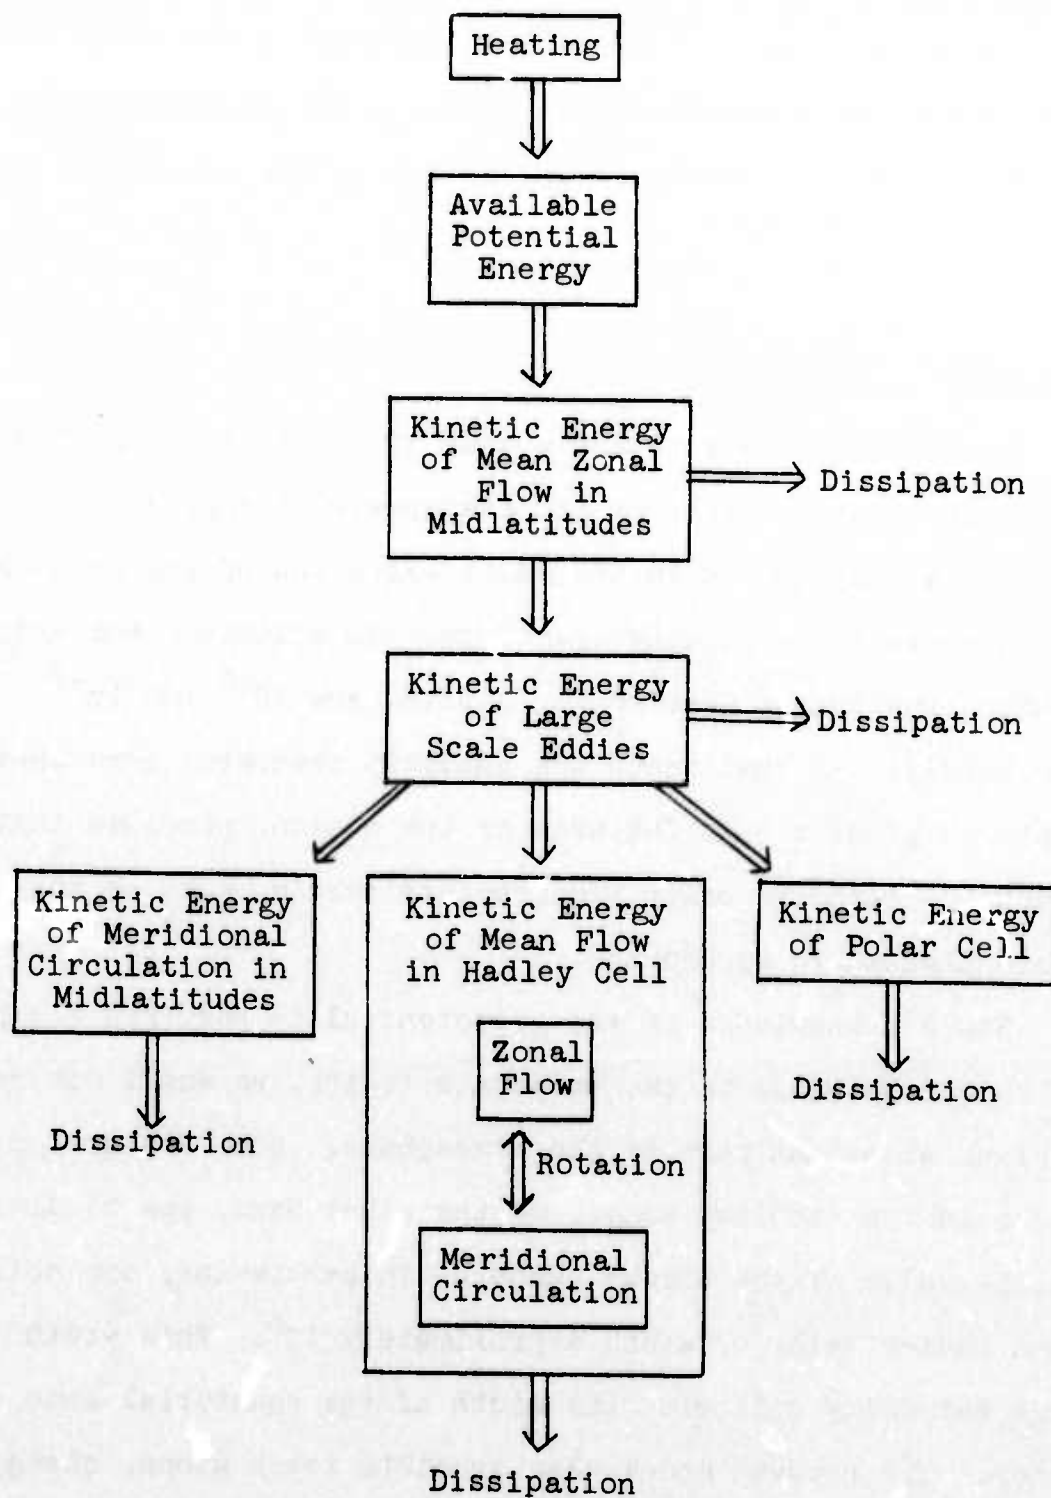 Heating
Available
Potential
Energy
Kinetic Energy
of Mean Zonal
Flow in
Midlatitudes
Dissipation
Kinetic Energy
of Large
Scale Eddies
Dissipation
Kinetic Energy
of Meridional
Circulation in
Midlatitudes
Dissipation
Kinetic Energy
of Mean Flow
in Hadley Cell
Zonal
Flow
Rotation
Meridional
Circulation
Dissipation
Kinetic Energy
of Polar Cell
Dissipation